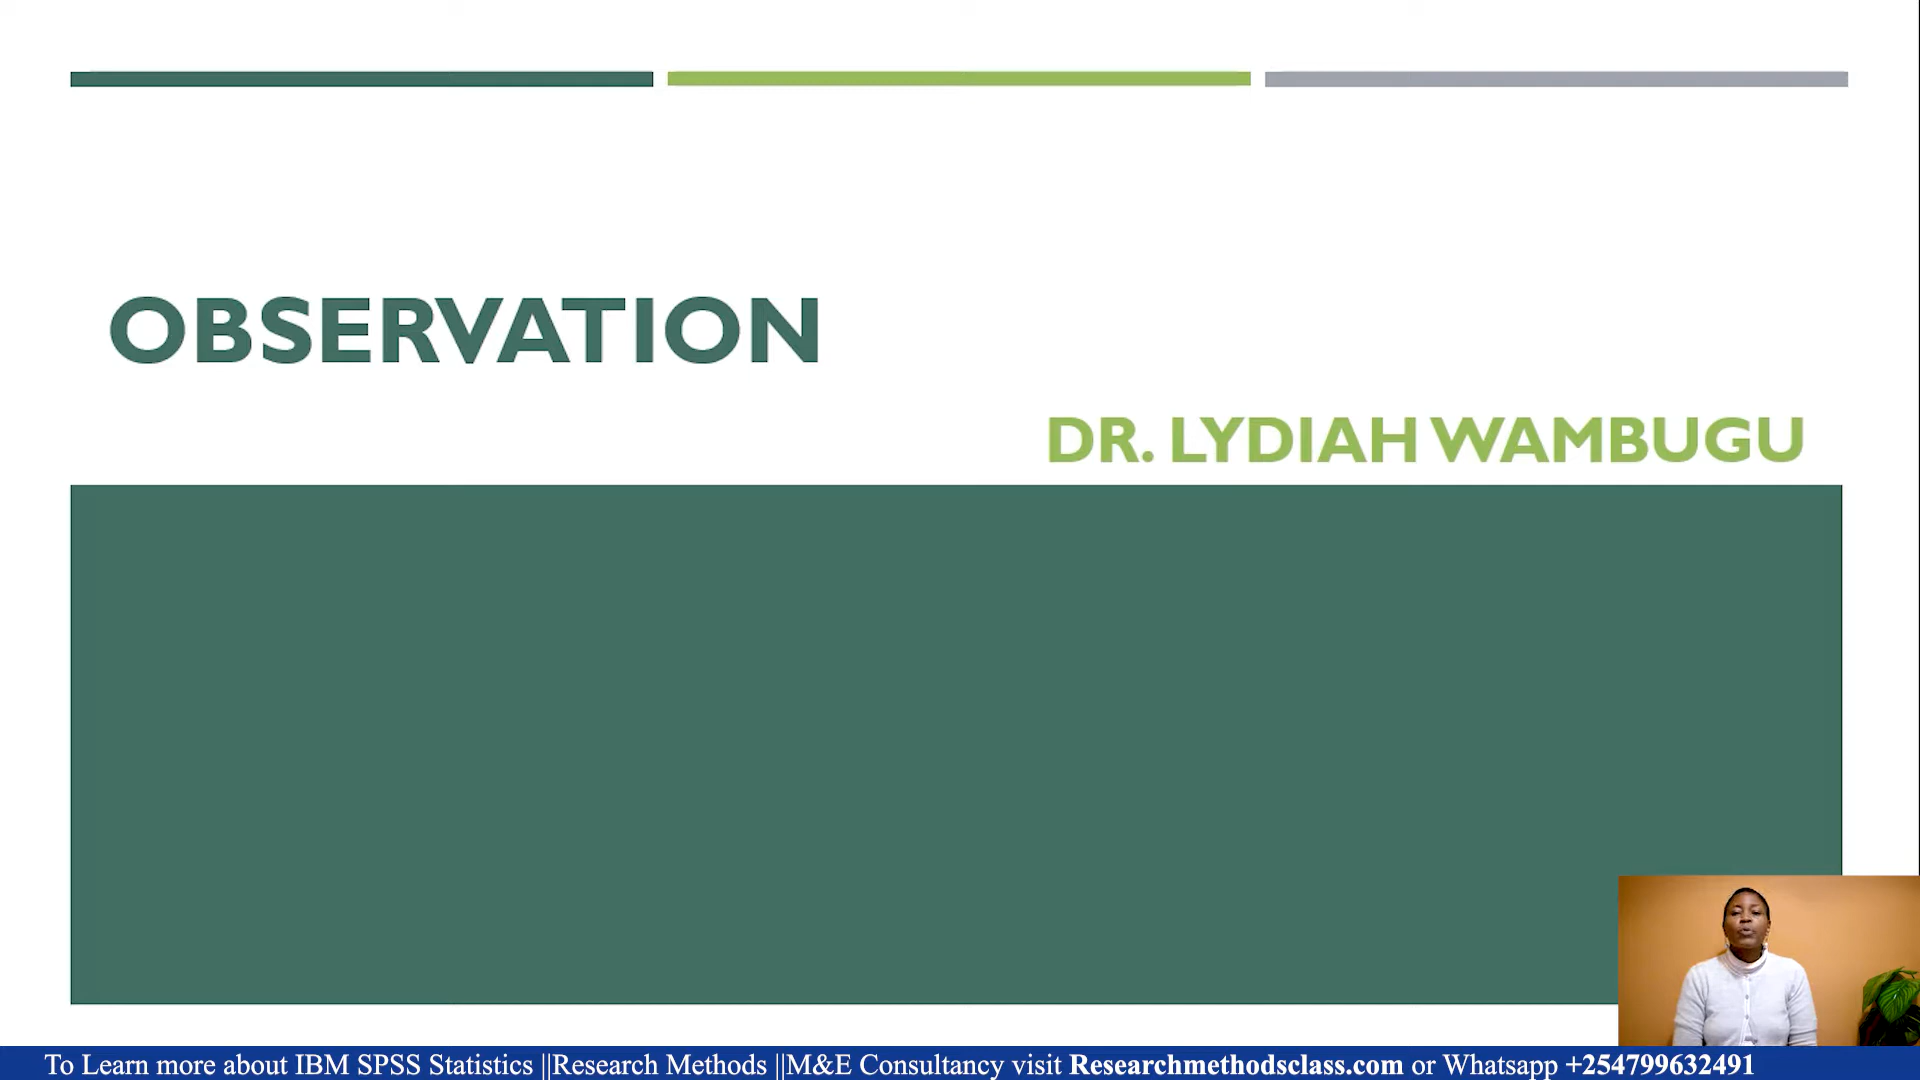 OBSERVATION
DR. LYDIAH WAMBUGU
To Learn more about IBM SPSS Statistics ||Research Methods ||M&E Consultancy visit Researchmethodsclass.com or Whatsapp +254799632491